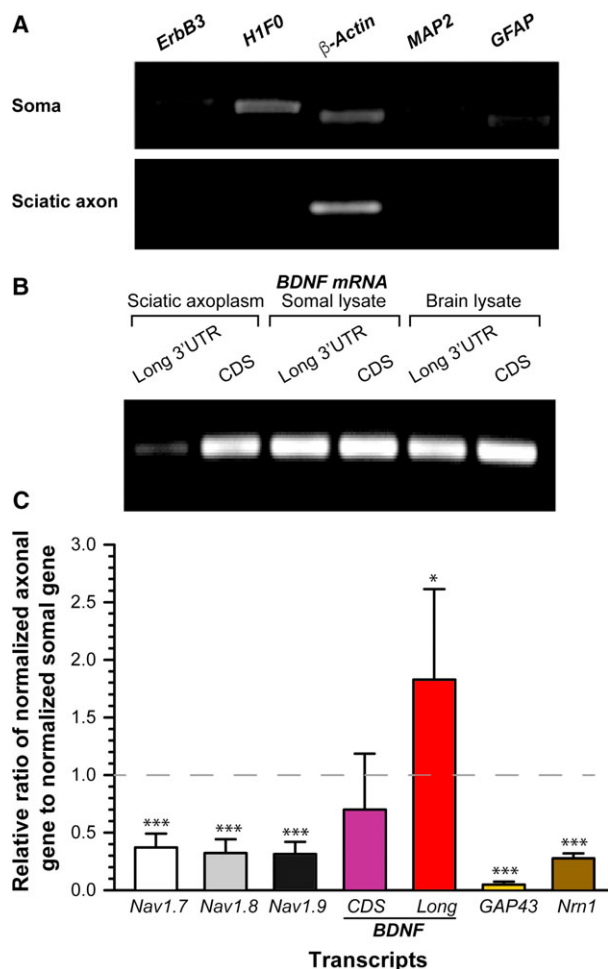 A
ErbB3 H1F0 β-Actin MAP2 GFAP
Soma
Sciatic axon
B
BDNF mRNA
Sciatic axoplasm Somal lysate Brain lysate
Long 3'UTR CDS Long 3'UTR CDS Long 3'UTR CDS
C
Relative ratio of normalized axonal
gene to normalized somal gene
3.0
2.5
2.0
1.5
1.0
0.5
0.0
*** *** *** * *** ***
Nav1.7 Nav1.8 Nav1.9 CDS Long GAP43 Nrn1
BDNF
Transcripts